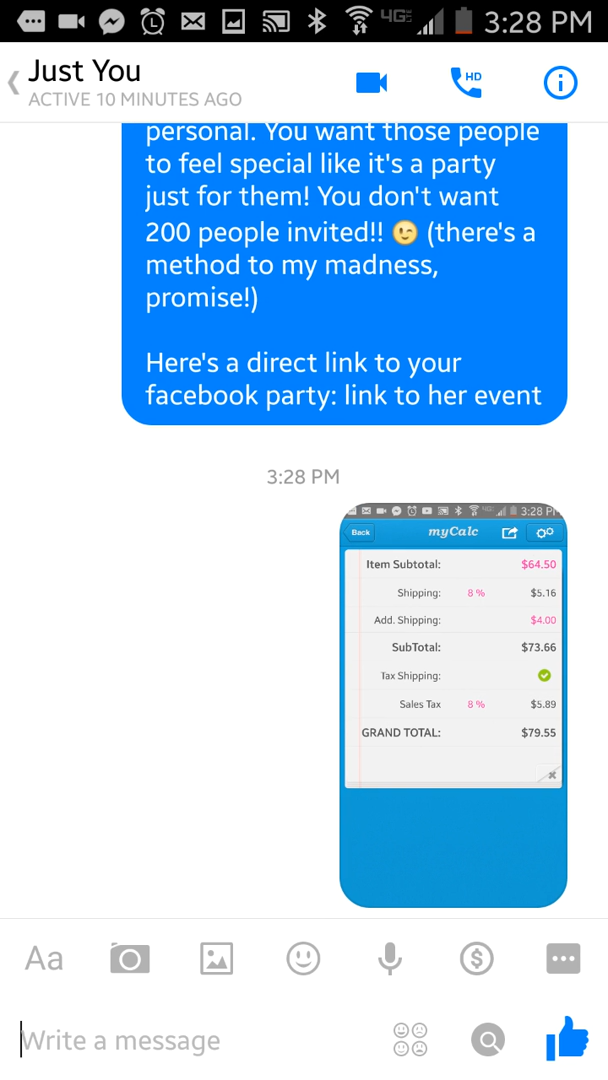 4G 3:28 PM
Just You
ACTIVE 10 MINUTES AGO
HD
personal. You want those people
to feel special like it's a party
just for them! You don't want
200 people invited!! 😉 (there's a
method to my madness,
promise!)
Here's a direct link to your
facebook party: link to her event
3:28 PM
3:28 PM
Back myCalc
Item Subtotal: $64.50
Shipping: 8 % $5.16
Add. Shipping: $4.00
SubTotal: $73.66
Tax Shipping:
Sales Tax 8 % $5.89
GRAND TOTAL: $79.55
Aa
Write a message